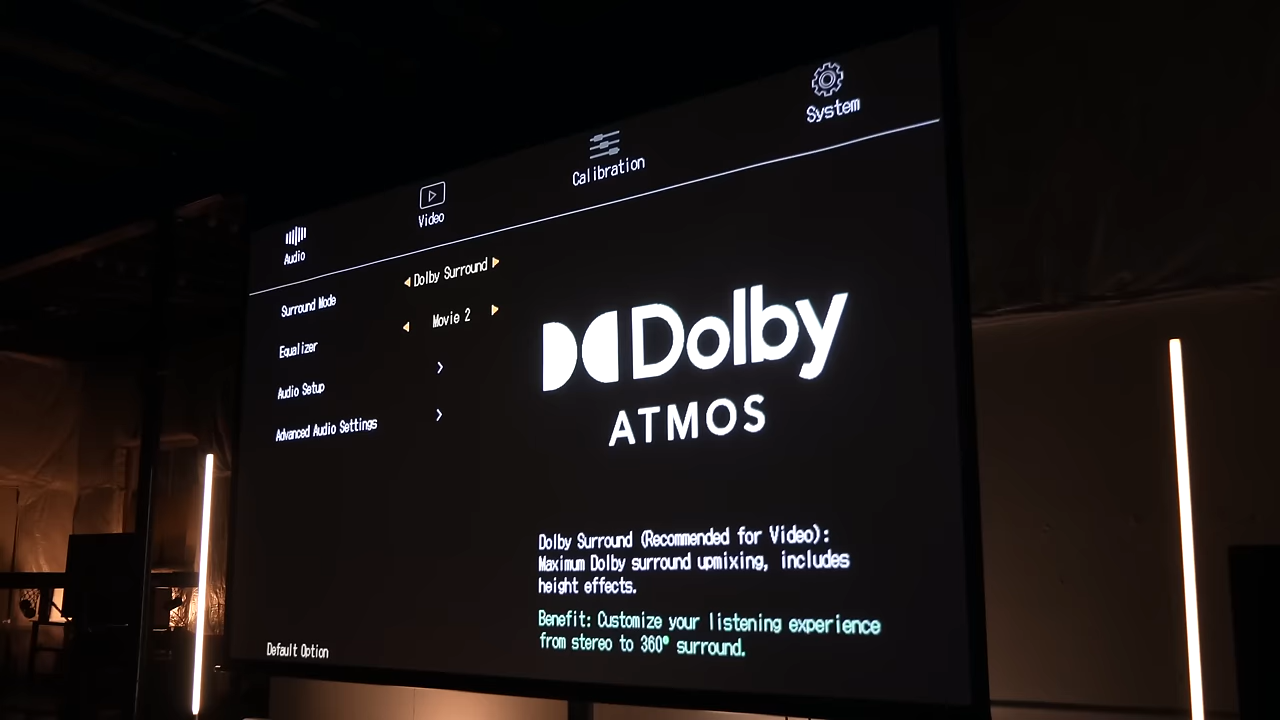 Audio
Video
Calibration
System
Surround Mode
Dolby Surround
Equalizer
Movie 2
Audio Setup
Advanced Audio Settings
Dolby
ATMOS
Dolby Surround (Recommended for Video):
Maximum Dolby surround upmixing, includes
height effects.
Benefit: Customize your listening experience
from stereo to 360° surround.
Default Option